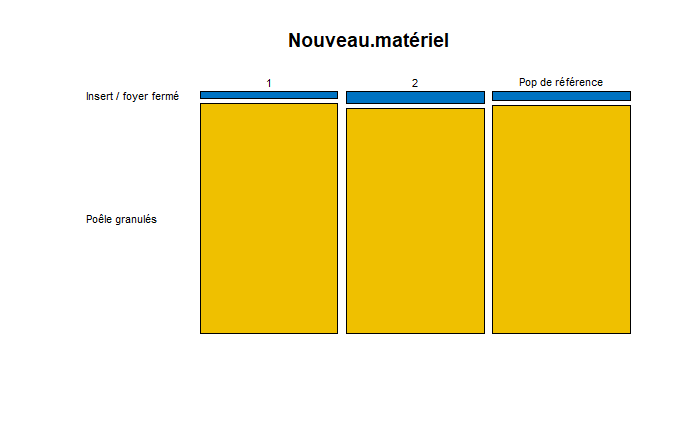 Nouveau.matériel
1
2
Pop de référence
Insert / foyer fermé
Poêle granulés